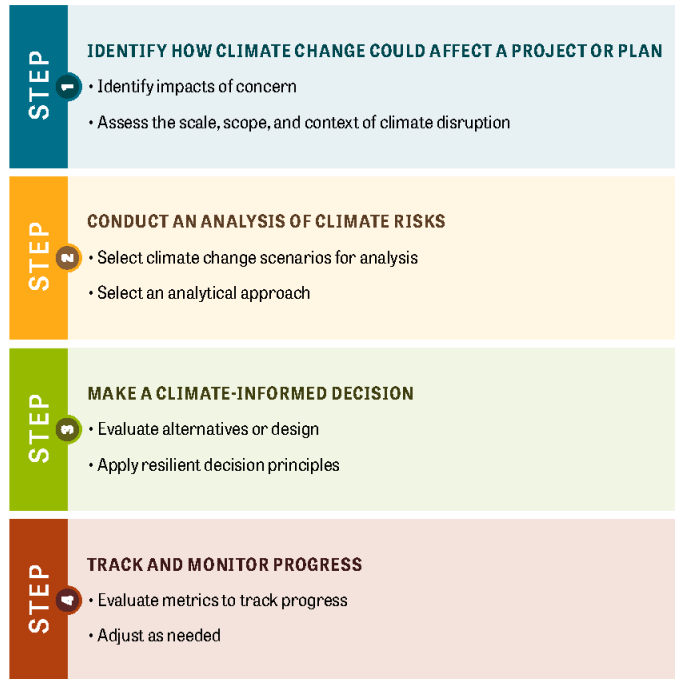 STEP 1
IDENTIFY HOW CLIMATE CHANGE COULD AFFECT A PROJECT OR PLAN
• Identify impacts of concern
• Assess the scale, scope, and context of climate disruption
STEP 2
CONDUCT AN ANALYSIS OF CLIMATE RISKS
• Select climate change scenarios for analysis
• Select an analytical approach
STEP 3
MAKE A CLIMATE-INFORMED DECISION
• Evaluate alternatives or design
• Apply resilient decision principles
STEP 4
TRACK AND MONITOR PROGRESS
• Evaluate metrics to track progress
• Adjust as needed